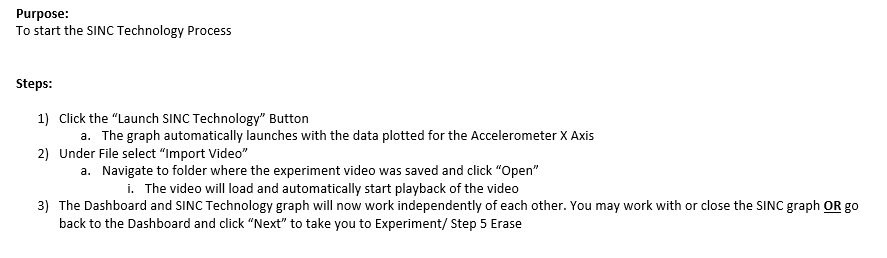 Purpose:
To start the SINC Technology Process
Steps:
1) Click the “Launch SINC Technology” Button
a. The graph automatically launches with the data plotted for the Accelerometer X Axis
2) Under File select “Import Video”
a. Navigate to folder where the experiment video was saved and click “Open”
i. The video will load and automatically start playback of the video
3) The Dashboard and SINC Technology graph will now work independently of each other. You may work with or close the SINC graph OR go
back to the Dashboard and click “Next” to take you to Experiment/ Step 5 Erase